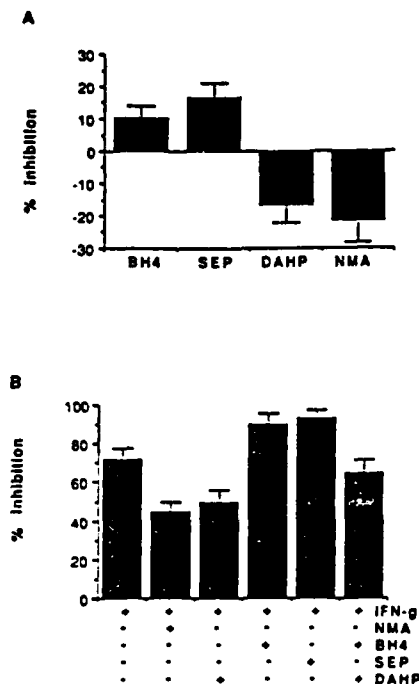 A
% inhibition
30
20
10
0
-10
-20
-30
BH4 SEP DAHP NMA
B
% inhibition
100
80
60
40
20
0
+ + + + + + IFN-g
- + - - - - NMA
- - - + - + BH4
- - - - + - SEP
- - + - - + DAHP